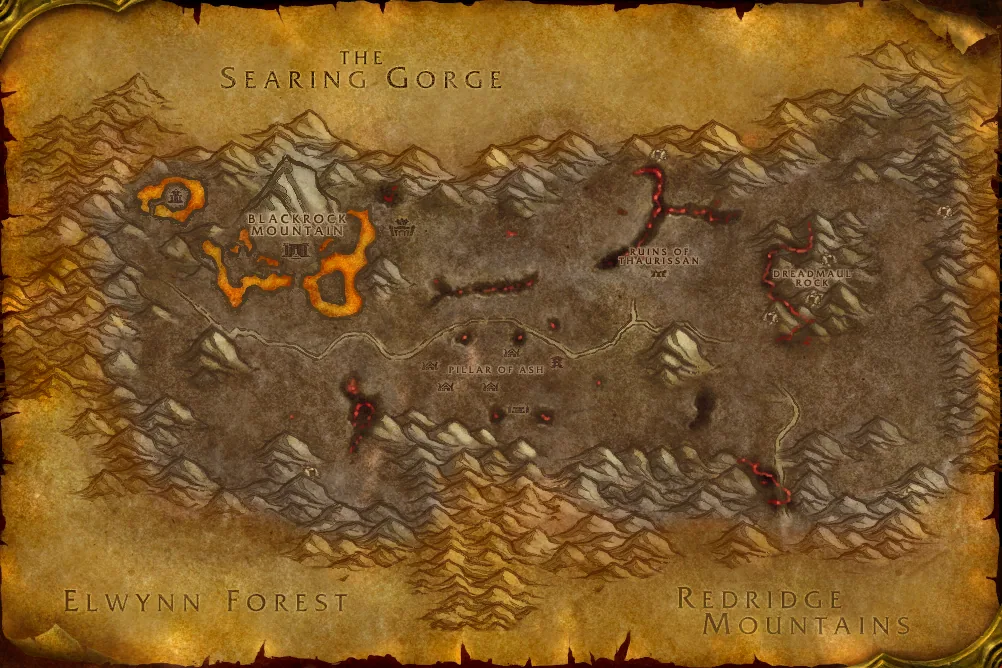 THE
SEARING GORGE
BLACKROCK
MOUNTAIN
RUINS OF
THAURISSAN
DREADMAUL
ROCK
PILLAR OF ASH
ELWYNN FOREST
REDRIDGE
MOUNTAINS